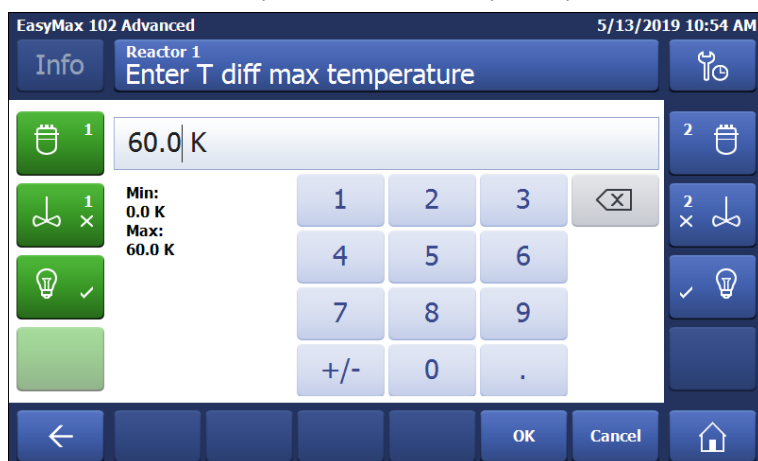 EasyMax 102 Advanced 5/13/2019 10:54 AM
Info
Reactor 1
Enter T diff max temperature
1
60.0 K
2
Min:
0.0 K
Max:
60.0 K
1 2 3
1
2
4 5 6
7 8 9
+/- 0 .
OK Cancel